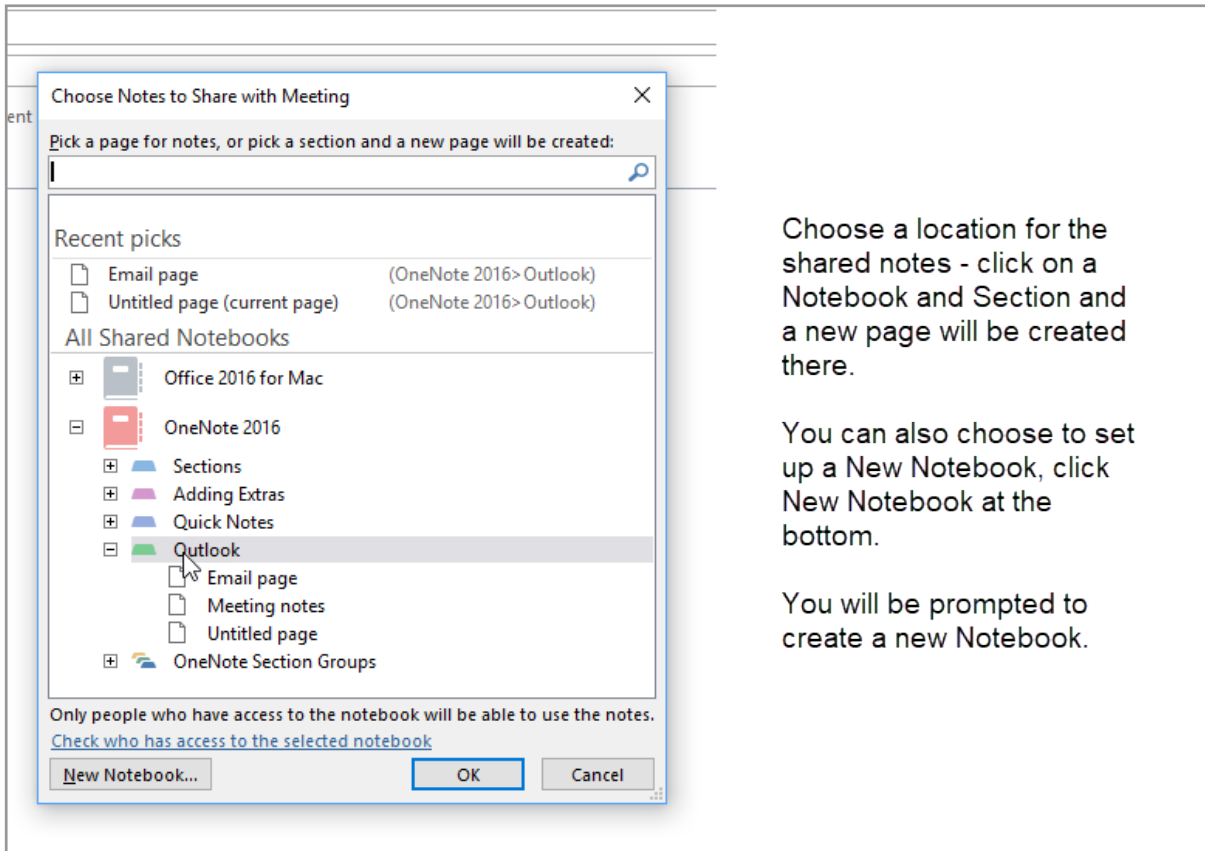 Choose Notes to Share with Meeting
ent
Pick a page for notes, or pick a section and a new page will be created:
Recent picks
Email page (OneNote 2016> Outlook)
Untitled page (current page) (OneNote 2016> Outlook)
All Shared Notebooks
Office 2016 for Mac
OneNote 2016
Sections
Adding Extras
Quick Notes
Outlook
Email page
Meeting notes
Untitled page
OneNote Section Groups
Only people who have access to the notebook will be able to use the notes.
Check who has access to the selected notebook
New Notebook... OK Cancel
Choose a location for the
shared notes - click on a
Notebook and Section and
a new page will be created
there.
You can also choose to set
up a New Notebook, click
New Notebook at the
bottom.
You will be prompted to
create a new Notebook.